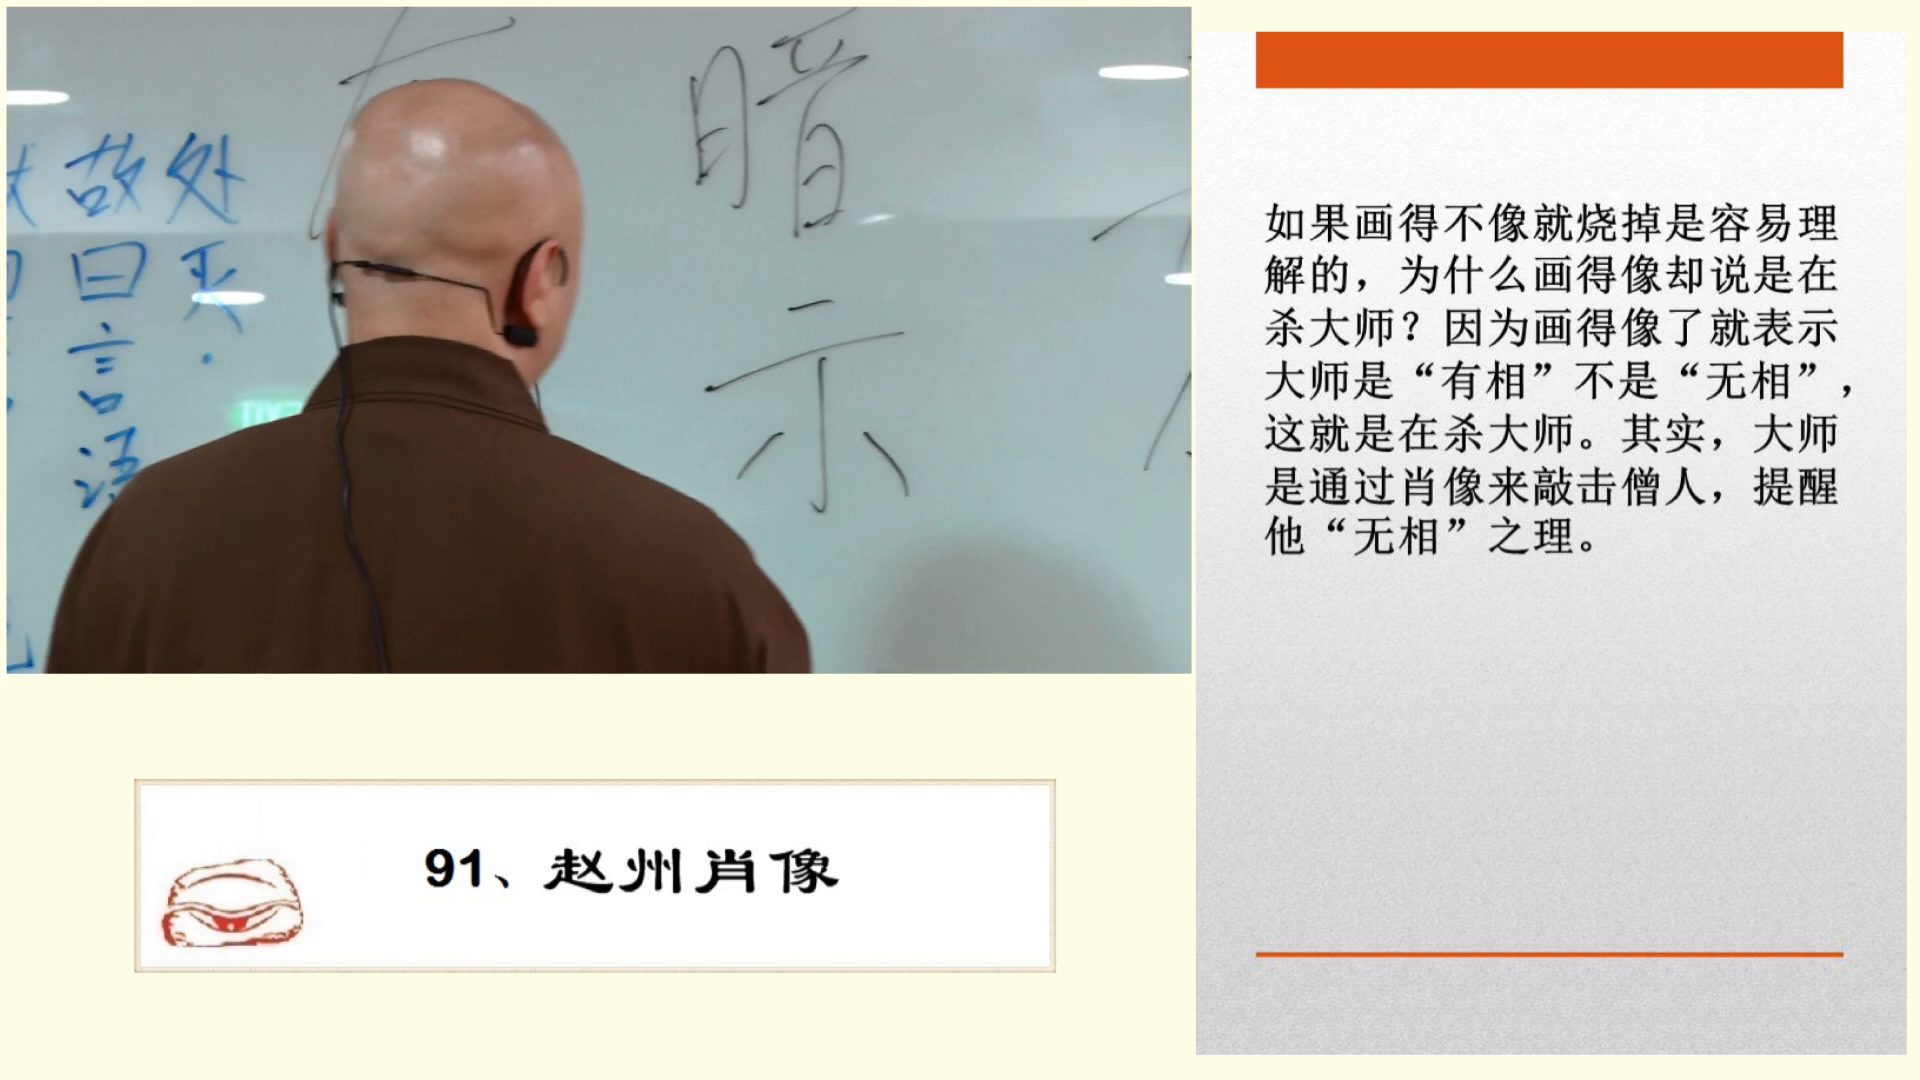 暗示
处
故曰言语
如果画得不像就烧掉是容易理
解的，为什么画得像却说是在
杀大师？因为画得像了就表示
大师是“有相”不是“无相”，
这就是在杀大师。其实，大师
是通过肖像来敲击僧人，提醒
他“无相”之理。
91、赵州肖像